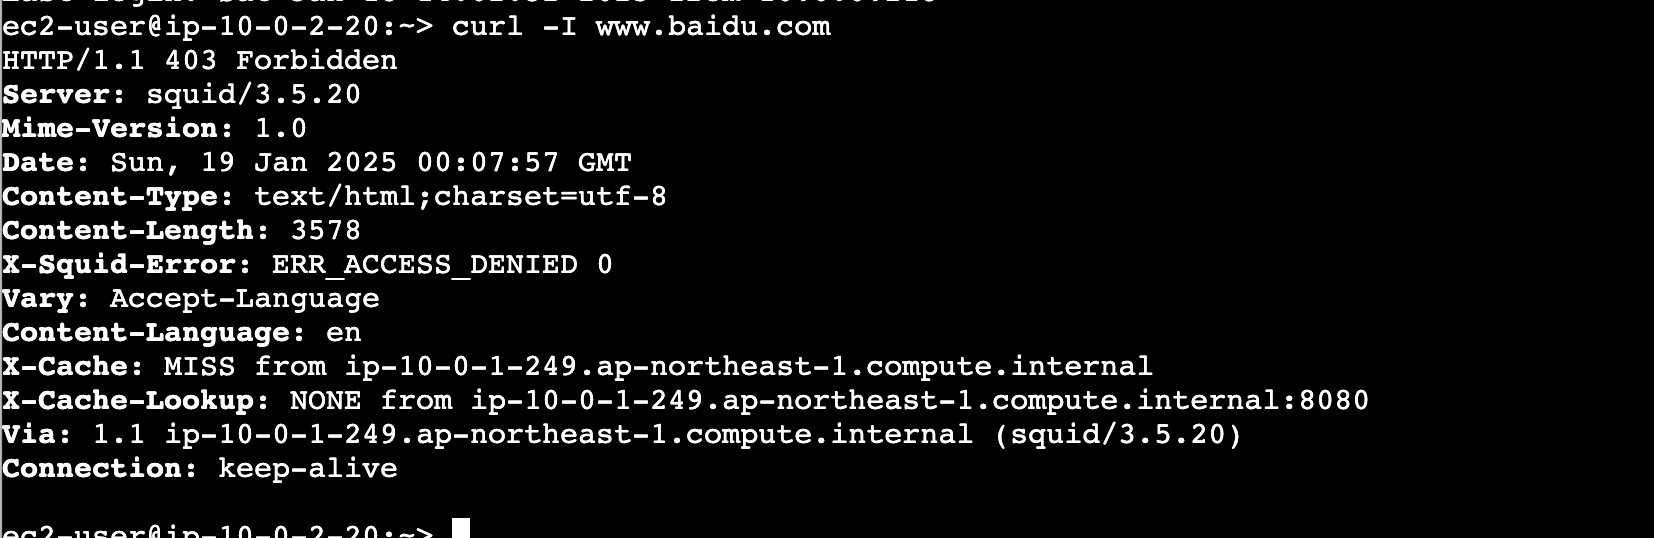 ec2-user@ip-10-0-2-20:~> curl -I www.baidu.com
HTTP/1.1 403 Forbidden
Server: squid/3.5.20
Mime-Version: 1.0
Date: Sun, 19 Jan 2025 00:07:57 GMT
Content-Type: text/html;charset=utf-8
Content-Length: 3578
X-Squid-Error: ERR_ACCESS_DENIED 0
Vary: Accept-Language
Content-Language: en
X-Cache: MISS from ip-10-0-1-249.ap-northeast-1.compute.internal
X-Cache-Lookup: NONE from ip-10-0-1-249.ap-northeast-1.compute.internal:8080
Via: 1.1 ip-10-0-1-249.ap-northeast-1.compute.internal (squid/3.5.20)
Connection: keep-alive
ec2-user@ip-10-0-2-20:~>